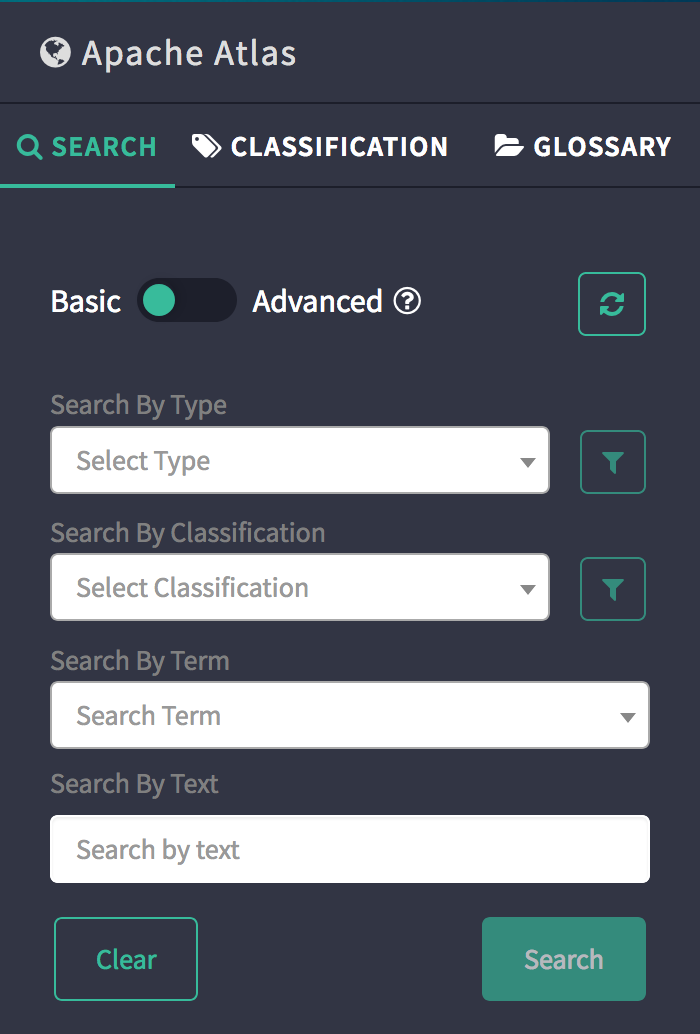 Apache Atlas
SEARCH CLASSIFICATION GLOSSARY
Basic Advanced ?
Search By Type
Select Type
Search By Classification
Select Classification
Search By Term
Search Term
Search By Text
Search by text
Clear Search